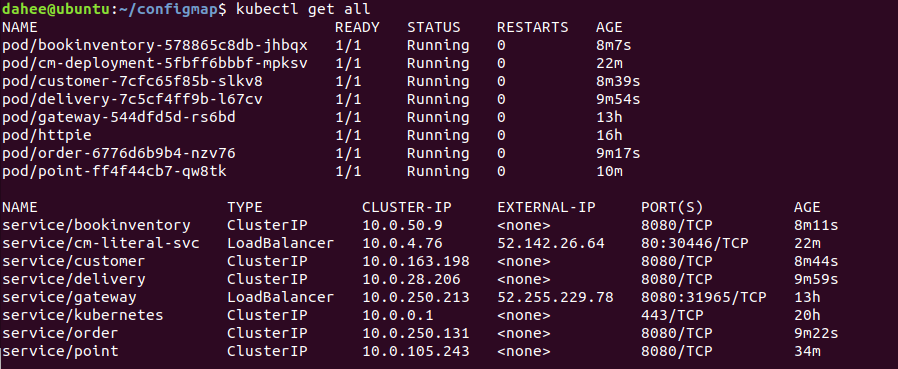 dahee@ubuntu:~/configmap$ kubectl get all
NAME READY STATUS RESTARTS AGE
pod/bookinventory-578865c8db-jhbqx 1/1 Running 0 8m7s
pod/cm-deployment-5fbff6bbbf-mpksv 1/1 Running 0 22m
pod/customer-7cfc65f85b-slkv8 1/1 Running 0 8m39s
pod/delivery-7c5cf4ff9b-l67cv 1/1 Running 0 9m54s
pod/gateway-544dfd5d-rs6bd 1/1 Running 0 13h
pod/httpie 1/1 Running 0 16h
pod/order-6776d6b9b4-nzv76 1/1 Running 0 9m17s
pod/point-ff4f44cb7-qw8tk 1/1 Running 0 10m
NAME TYPE CLUSTER-IP EXTERNAL-IP PORT(S) AGE
service/bookinventory ClusterIP 10.0.50.9 <none> 8080/TCP 8m11s
service/cm-literal-svc LoadBalancer 10.0.4.76 52.142.26.64 80:30446/TCP 22m
service/customer ClusterIP 10.0.163.198 <none> 8080/TCP 8m44s
service/delivery ClusterIP 10.0.28.206 <none> 8080/TCP 9m59s
service/gateway LoadBalancer 10.0.250.213 52.255.229.78 8080:31965/TCP 13h
service/kubernetes ClusterIP 10.0.0.1 <none> 443/TCP 20h
service/order ClusterIP 10.0.250.131 <none> 8080/TCP 9m22s
service/point ClusterIP 10.0.105.243 <none> 8080/TCP 34m